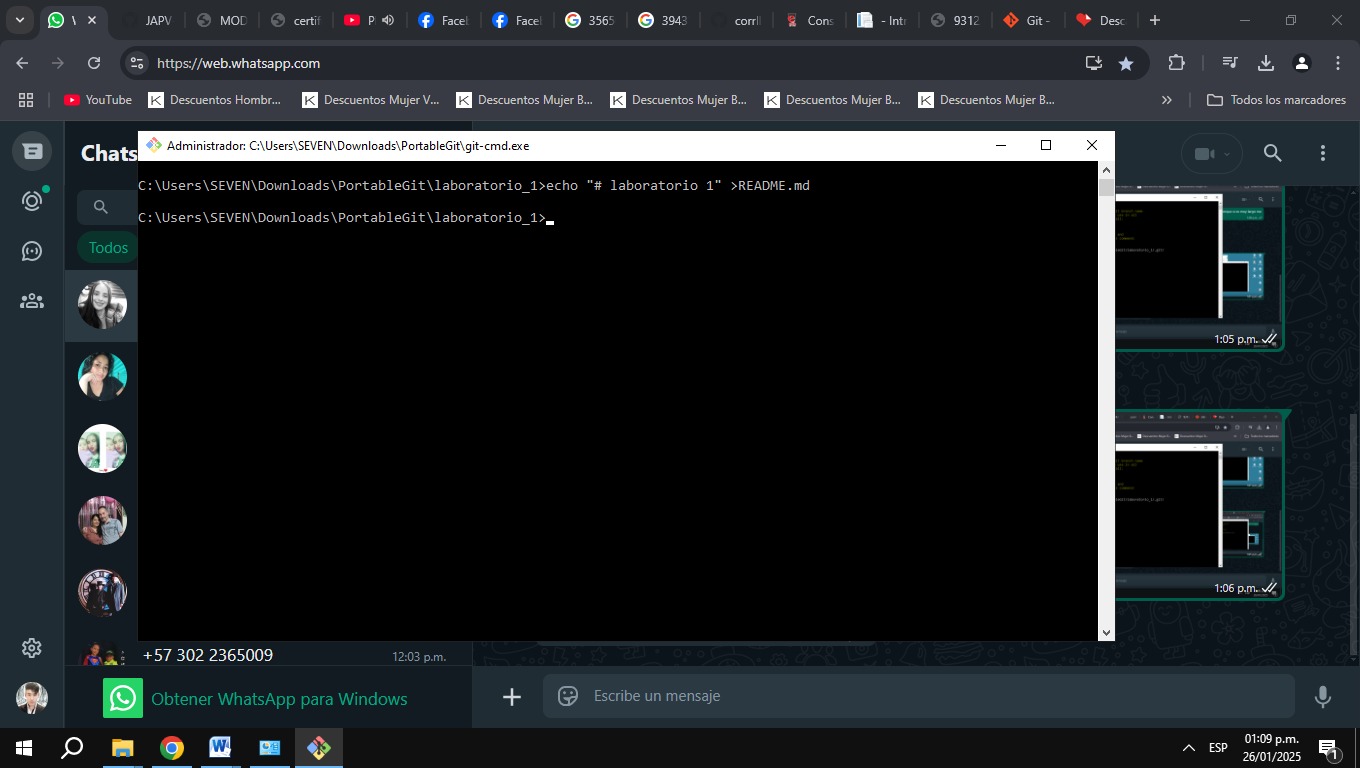 JAPV
MOD
certif
P
Facel
Facel
3565
3943
corrl
Cons
- Intr
9312
Git -
Desc
https://web.whatsapp.com
YouTube
Descuentos Hombr...
Descuentos Mujer V...
Descuentos Mujer B...
Descuentos Mujer B...
Descuentos Mujer B...
Descuentos Mujer B...
Todos los marcadores
Chats
Administrador: C:\Users\SEVEN\Downloads\PortableGit\git-cmd.exe
C:\Users\SEVEN\Downloads\PortableGit\laboratorio_1>echo "# laboratorio 1" >README.md
C:\Users\SEVEN\Downloads\PortableGit\laboratorio_1>
Todos
1:05 p.m.
1:06 p.m.
+57 302 2365009
12:03 p.m.
Obtener WhatsApp para Windows
Escribe un mensaje
ESP
01:09 p.m.
26/01/2025
1